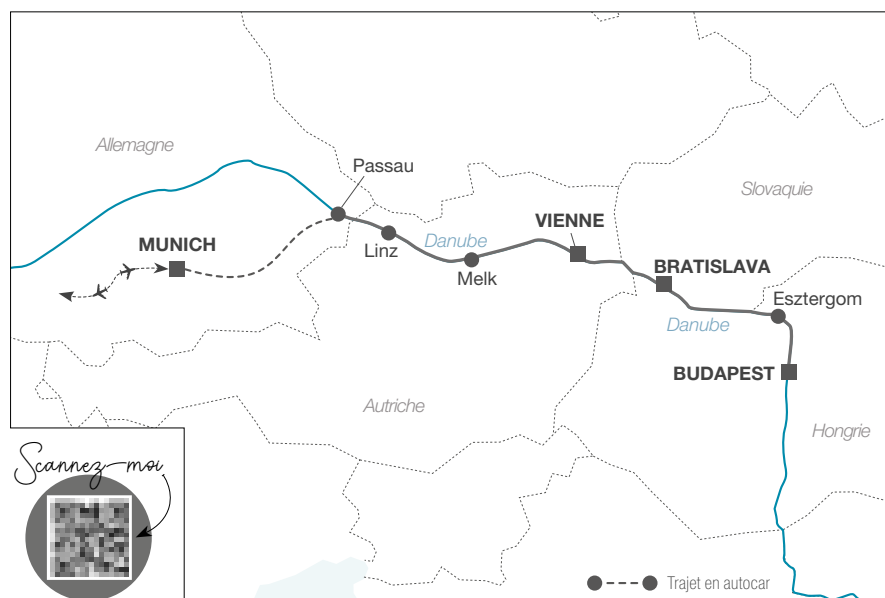 Allemagne
Passau
Slovaquie
MUNICH
Linz
Danube
VIENNE
Melk
BRATISLAVA
Esztergom
Danube
BUDAPEST
Autriche
Hongrie
Scannez-moi
Trajet en autocar